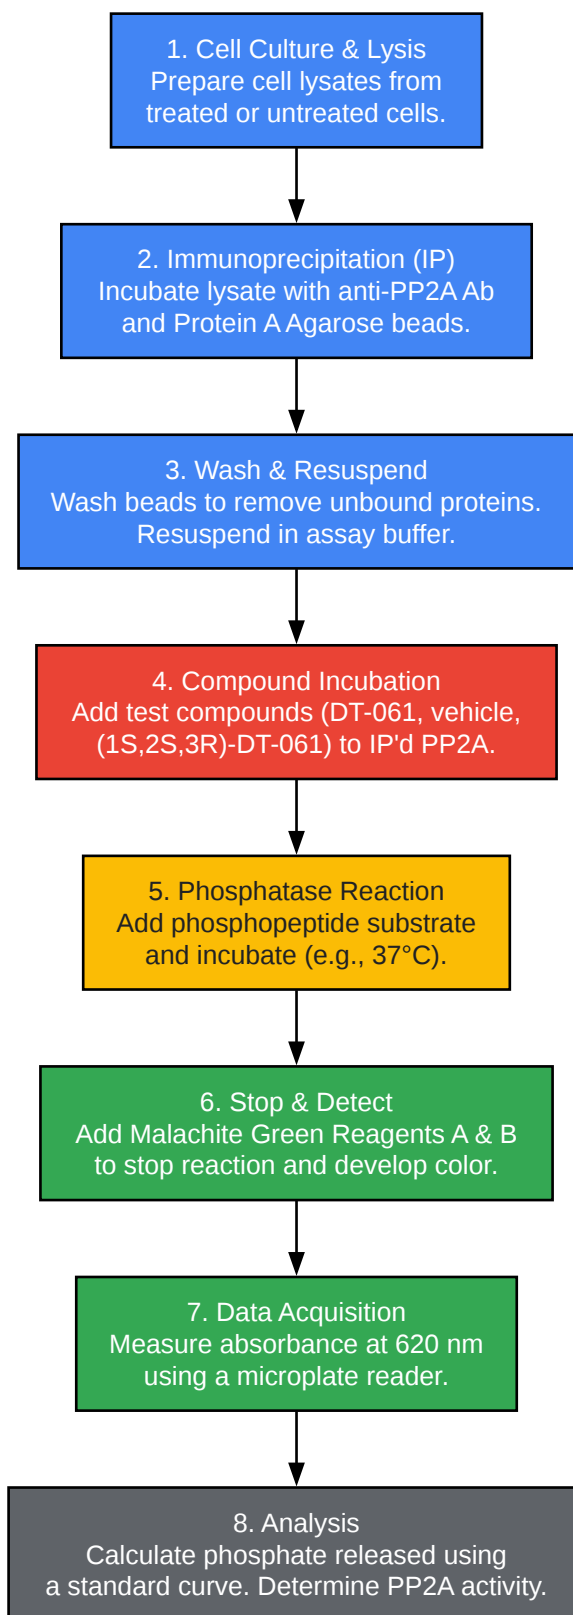 1. Cell Culture & Lysis
Prepare cell lysates from
treated or untreated cells.
2. Immunoprecipitation (IP)
Incubate lysate with anti-PP2A Ab
and Protein A Agarose beads.
3. Wash & Resuspend
Wash beads to remove unbound proteins.
Resuspend in assay buffer.
4. Compound Incubation
Add test compounds (DT-061, vehicle,
(1S,2S,3R)-DT-061) to IP'd PP2A.
5. Phosphatase Reaction
Add phosphopeptide substrate
and incubate (e.g., 37°C).
6. Stop & Detect
Add Malachite Green Reagents A & B
to stop reaction and develop color.
7. Data Acquisition
Measure absorbance at 620 nm
using a microplate reader.
8. Analysis
Calculate phosphate released using
a standard curve. Determine PP2A activity.